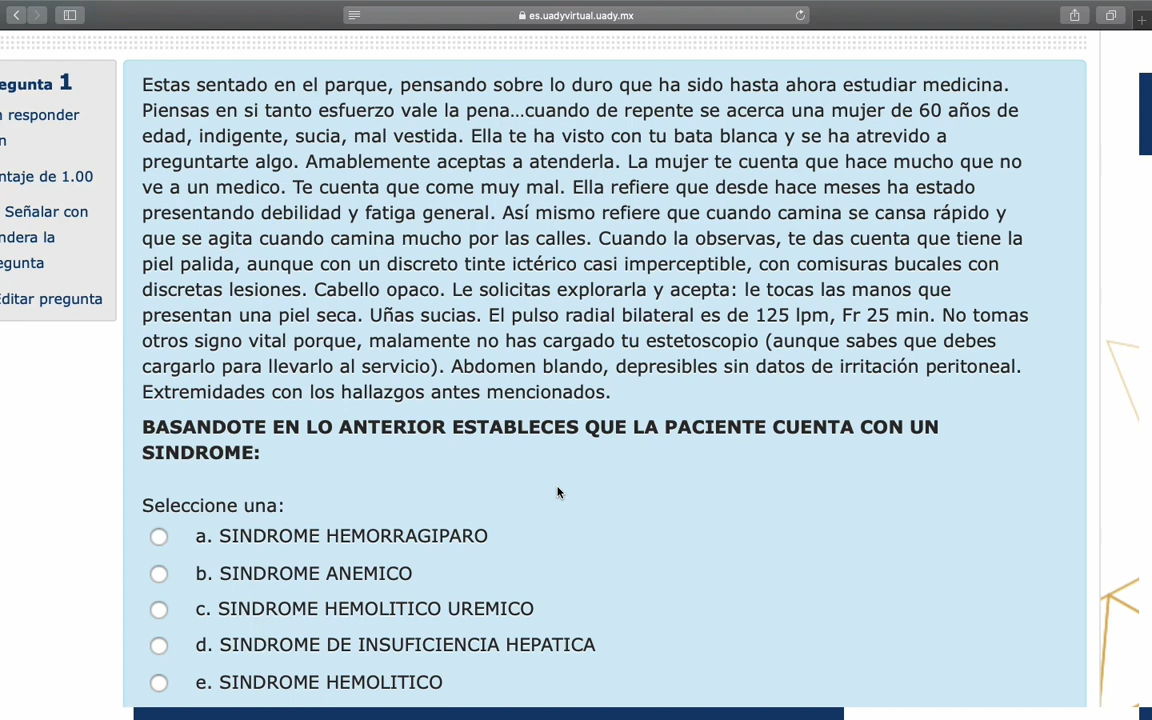 es.uadyvirtual.uady.mx
egunta 1
responder
n
ntaje de 1.00
Señalar con
ndera la
egunta
ditar pregunta
Estas sentado en el parque, pensando sobre lo duro que ha sido hasta ahora estudiar medicina.
Piensas en si tanto esfuerzo vale la pena...cuando de repente se acerca una mujer de 60 años de
edad, indigente, sucia, mal vestida. Ella te ha visto con tu bata blanca y se ha atrevido a
preguntarte algo. Amablemente aceptas a atenderla. La mujer te cuenta que hace mucho que no
ve a un medico. Te cuenta que come muy mal. Ella refiere que desde hace meses ha estado
presentando debilidad y fatiga general. Así mismo refiere que cuando camina se cansa rápido y
que se agita cuando camina mucho por las calles. Cuando la observas, te das cuenta que tiene la
piel palida, aunque con un discreto tinte ictérico casi imperceptible, con comisuras bucales con
discretas lesiones. Cabello opaco. Le solicitas explorarla y acepta: le tocas las manos que
presentan una piel seca. Uñas sucias. El pulso radial bilateral es de 125 lpm, Fr 25 min. No tomas
otros signo vital porque, malamente no has cargado tu estetoscopio (aunque sabes que debes
cargarlo para llevarlo al servicio). Abdomen blando, depresibles sin datos de irritación peritoneal.
Extremidades con los hallazgos antes mencionados.
BASANDOTE EN LO ANTERIOR ESTABLECES QUE LA PACIENTE CUENTA CON UN
SINDROME:
Seleccione una:
a. SINDROME HEMORRAGIPARO
b. SINDROME ANEMICO
c. SINDROME HEMOLITICO UREMICO
d. SINDROME DE INSUFICIENCIA HEPATICA
e. SINDROME HEMOLITICO